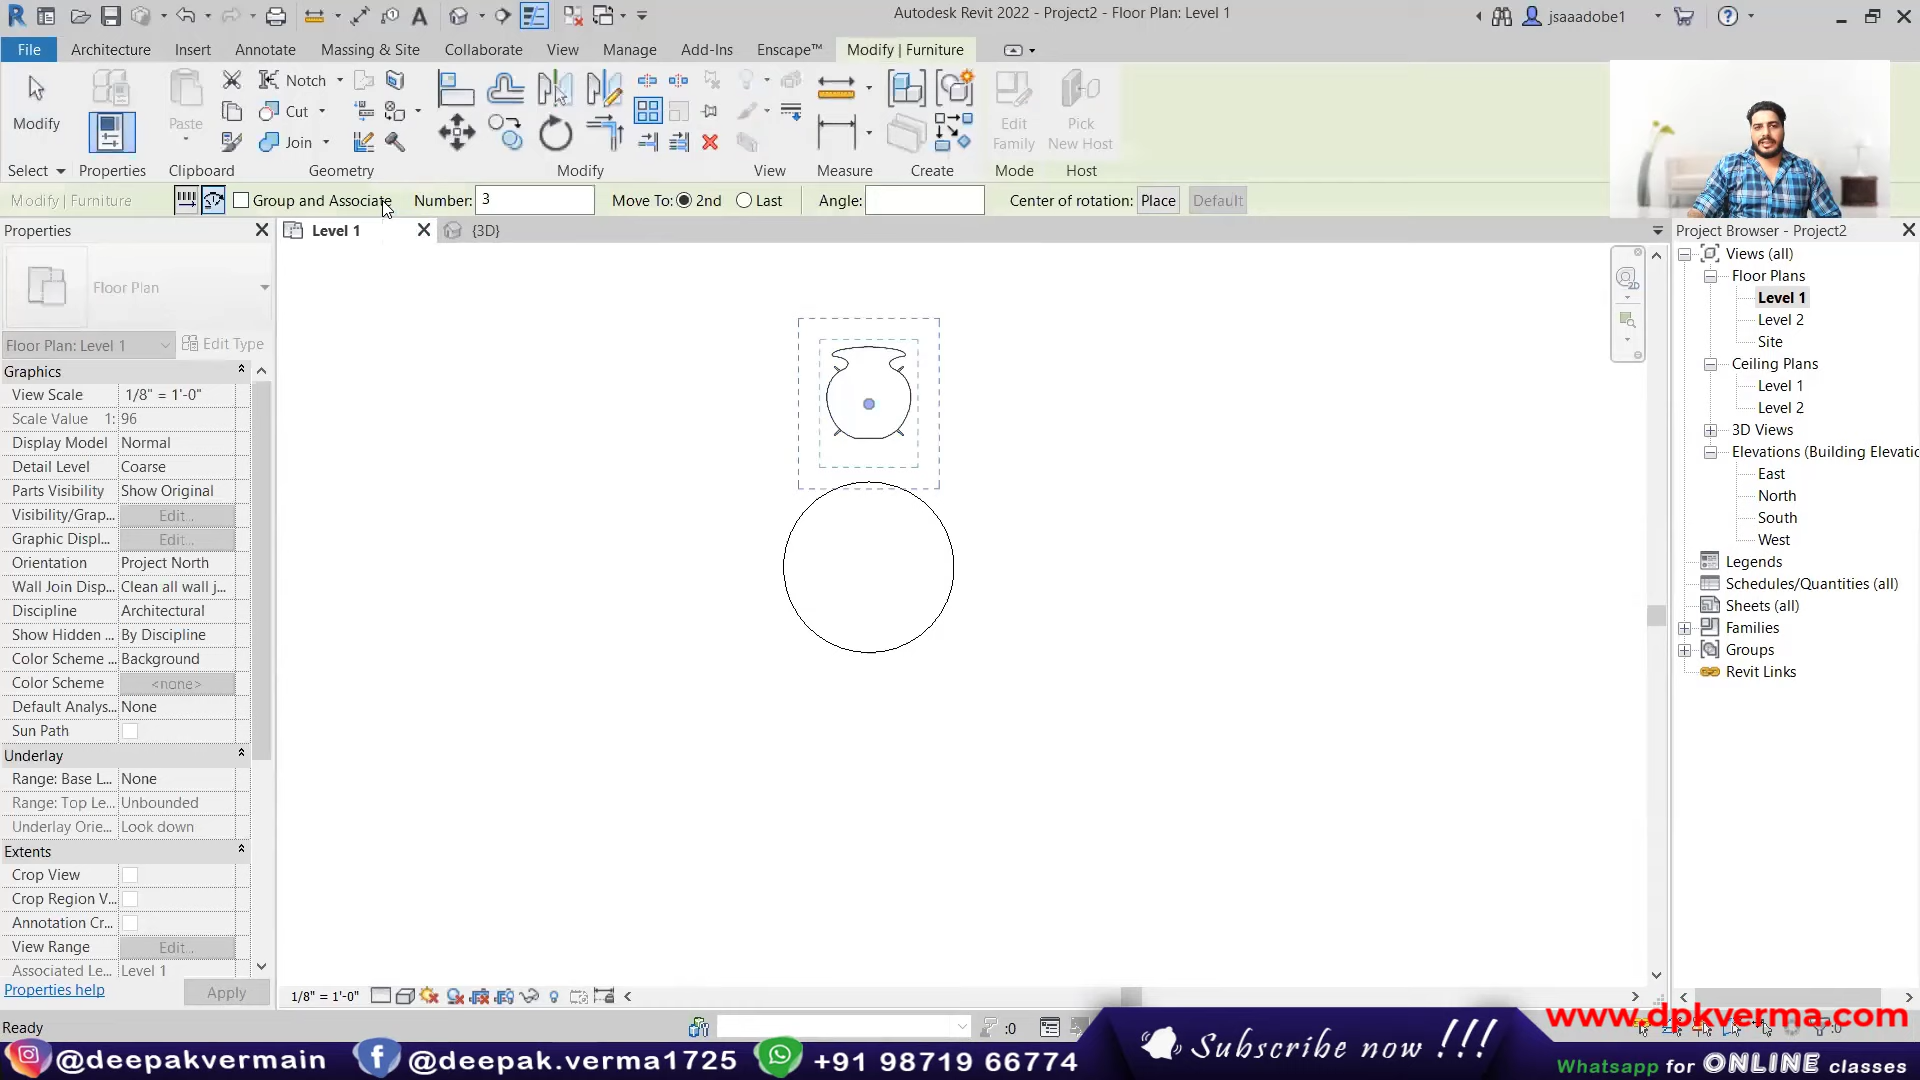 Autodesk Revit 2022 - Project2 - Floor Plan: Level 1
jsaaadobe1
File Architecture Insert Annotate Massing & Site Collaborate View Manage Add-Ins Enscape™ Modify | Furniture
Modify
Paste
Notch
Cut
Join
Edit Family
Pick New Host
Select Properties Clipboard Geometry Modify View Measure Create Mode Host
Modify | Furniture Group and Associate Number: 3 Move To: 2nd Last Angle: Center of rotation: Place Default
Properties
Level 1
{3D}
Project Browser - Project2
Floor Plan
Floor Plan: Level 1 Edit Type
Graphics
View Scale 1/8" = 1'-0"
Scale Value 1: 96
Display Model Normal
Detail Level Coarse
Parts Visibility Show Original
Visibility/Grap... Edit...
Graphic Displ... Edit...
Orientation Project North
Wall Join Disp... Clean all wall j...
Discipline Architectural
Show Hidden ... By Discipline
Color Scheme ... Background
Color Scheme <none>
Default Analys... None
Sun Path
Underlay
Range: Base L... None
Range: Top Le... Unbounded
Underlay Orie... Look down
Extents
Crop View
Crop Region V...
Annotation Cr...
View Range Edit...
Associated Le... Level 1
Properties help Apply
Views (all)
Floor Plans
Level 1
Level 2
Site
Ceiling Plans
Level 1
Level 2
3D Views
Elevations (Building Elevatio
East
North
South
West
Legends
Schedules/Quantities (all)
Sheets (all)
Families
Groups
Revit Links
2D
1/8" = 1'-0"
Ready
:0
:0
www.dpkverma.com
@deepakvermain @deepak.verma1725 +91 98719 66774
Subscribe now !!!
Whatsapp for ONLINE classes